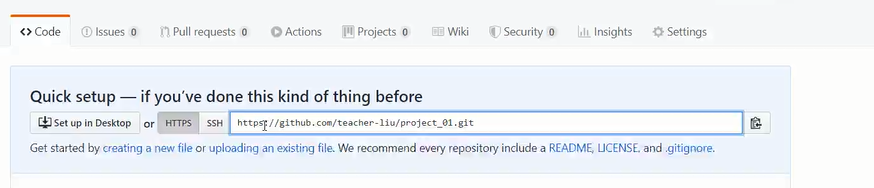 Code Issues 0 Pull requests 0 Actions Projects 0 Wiki Security 0 Insights Settings
Quick setup — if you've done this kind of thing before
Set up in Desktop or HTTPS SSH https://github.com/teacher-liu/project_01.git
Get started by creating a new file or uploading an existing file. We recommend every repository include a README, LICENSE, and .gitignore.